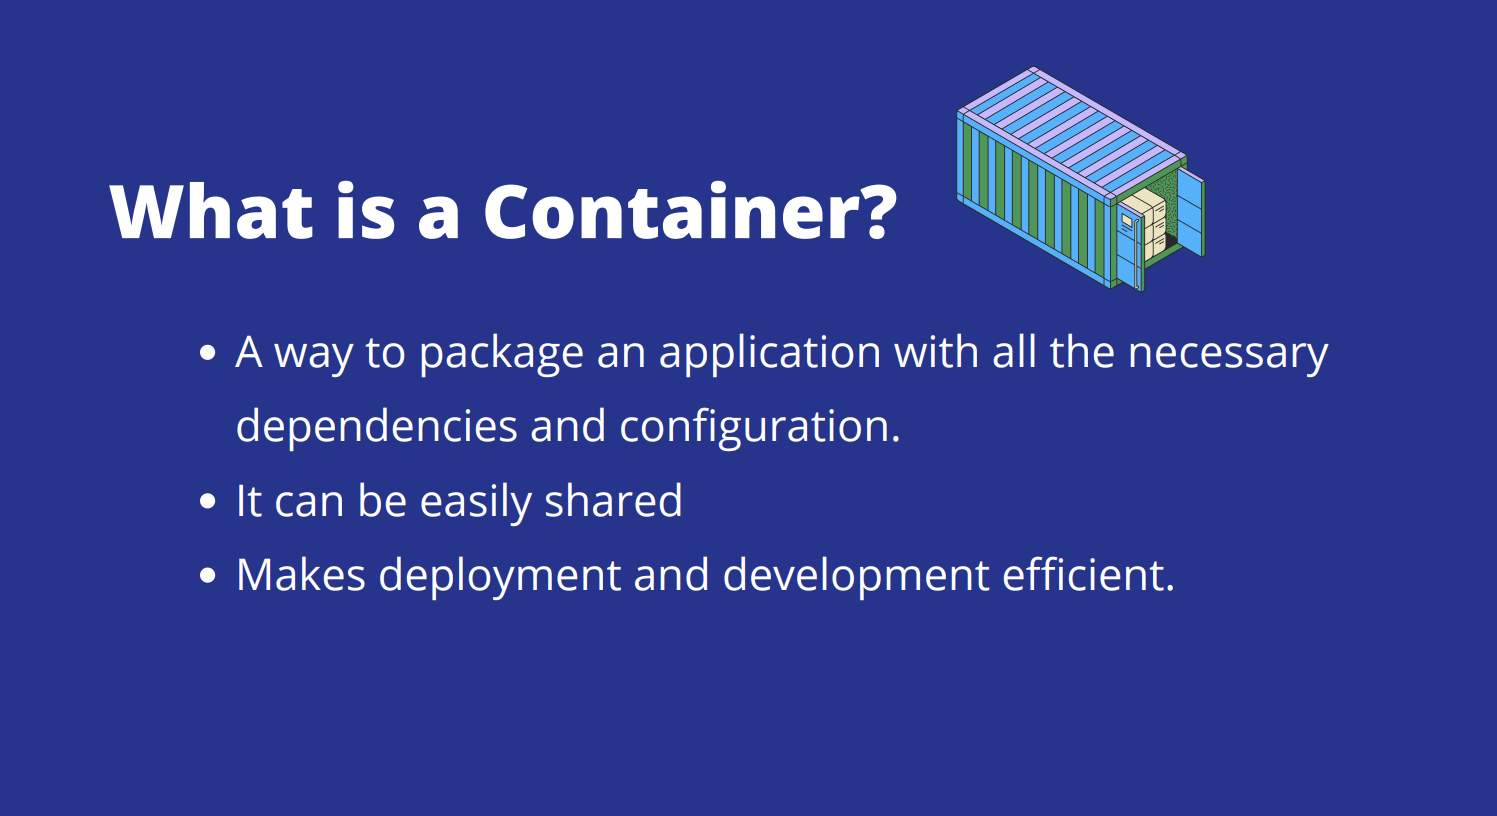 What is a Container?
• A way to package an application with all the necessary
dependencies and configuration.
• It can be easily shared
• Makes deployment and development efficient.